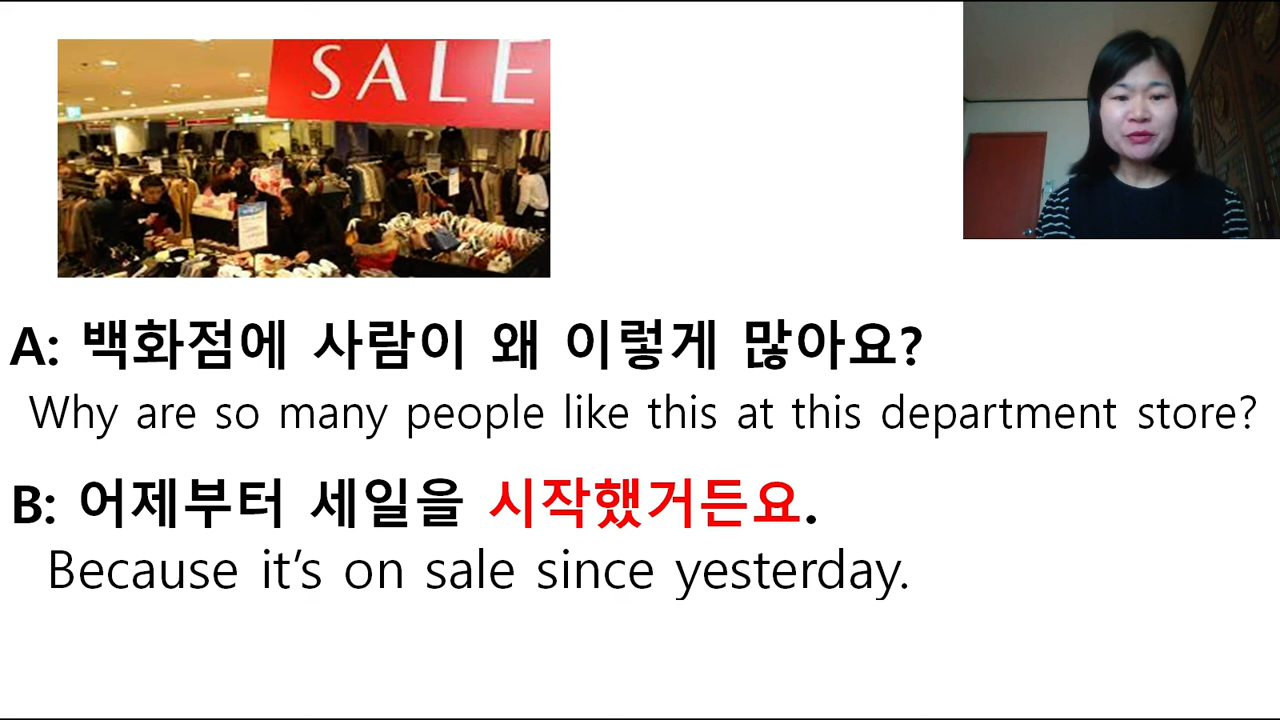 SALE
A: 백화점에 사람이 왜 이렇게 많아요?
Why are so many people like this at this department store?
B: 어제부터 세일을 시작했거든요.
Because it's on sale since yesterday.